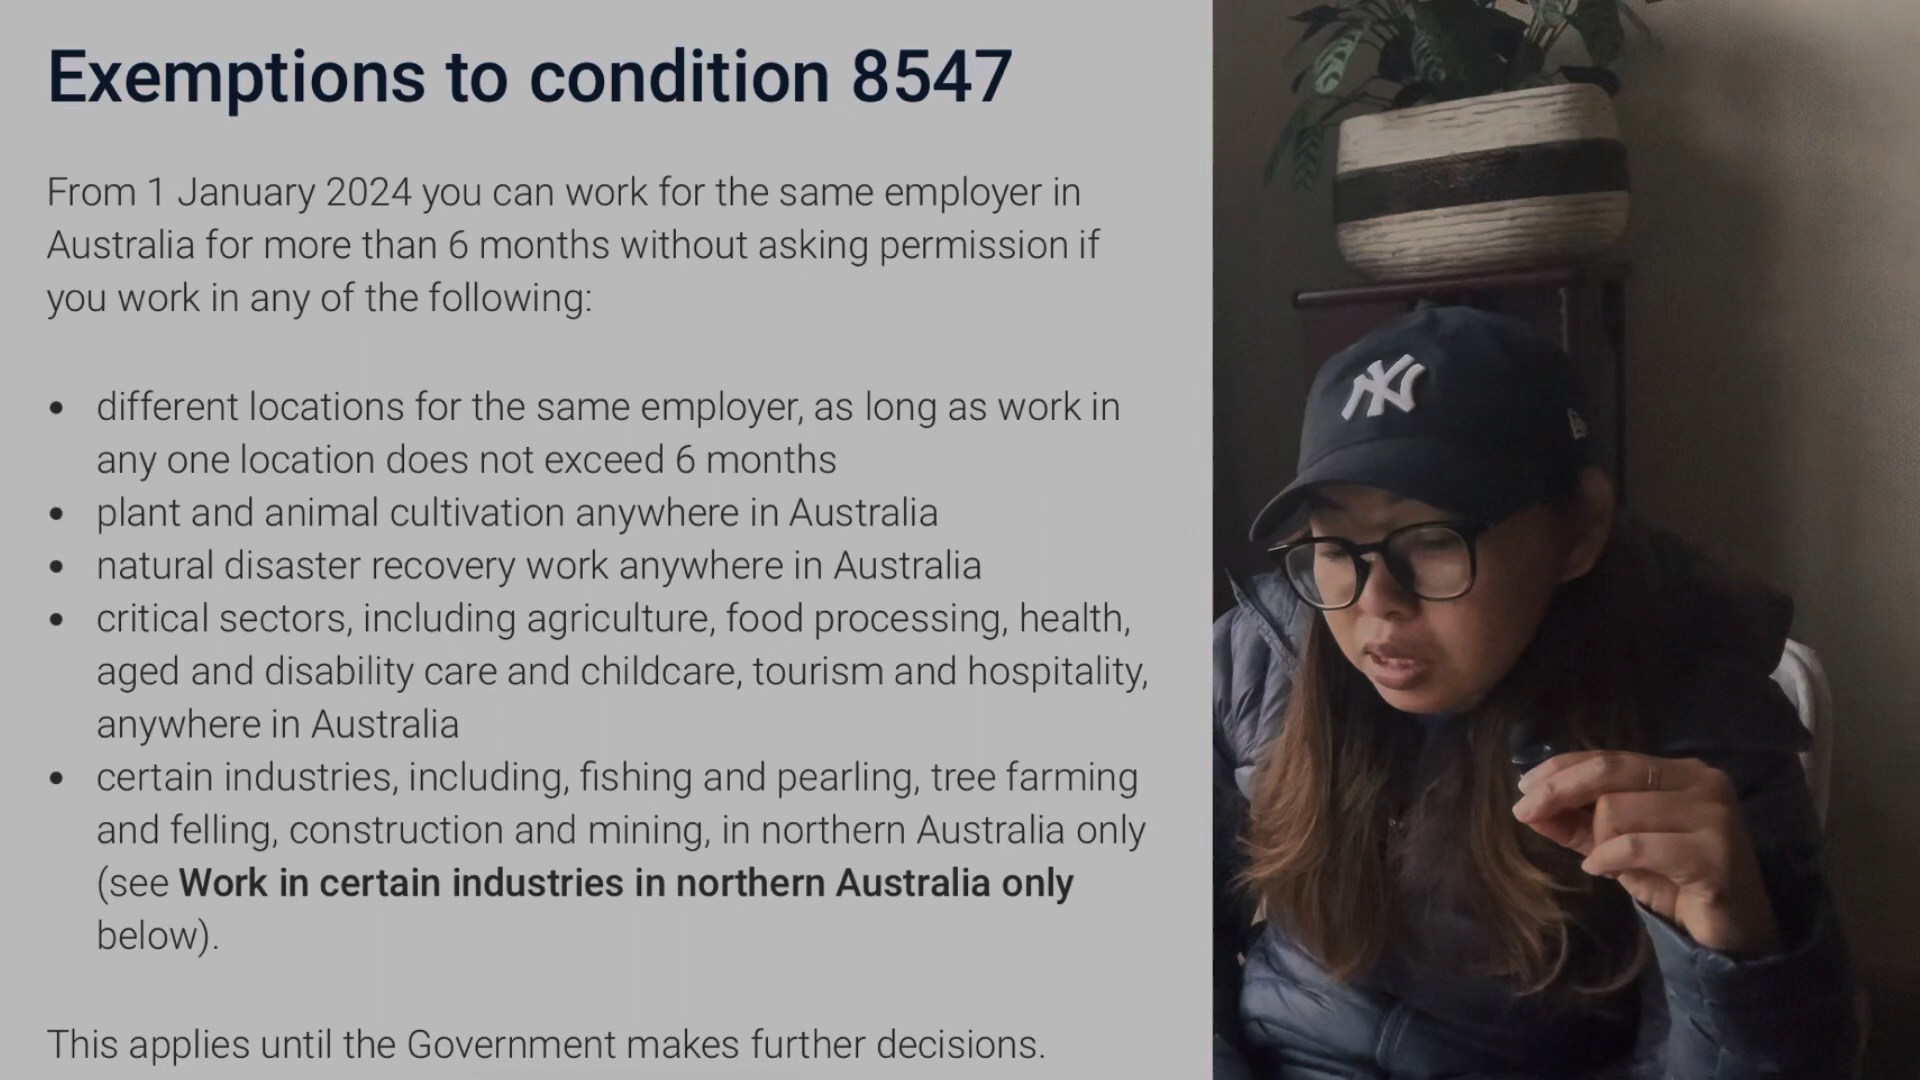 Exemptions to condition 8547
From 1 January 2024 you can work for the same employer in
Australia for more than 6 months without asking permission if
you work in any of the following:
• different locations for the same employer, as long as work in
any one location does not exceed 6 months
• plant and animal cultivation anywhere in Australia
• natural disaster recovery work anywhere in Australia
• critical sectors, including agriculture, food processing, health,
aged and disability care and childcare, tourism and hospitality,
anywhere in Australia
• certain industries, including, fishing and pearling, tree farming
and felling, construction and mining, in northern Australia only
(see Work in certain industries in northern Australia only
below).
This applies until the Government makes further decisions.
NY